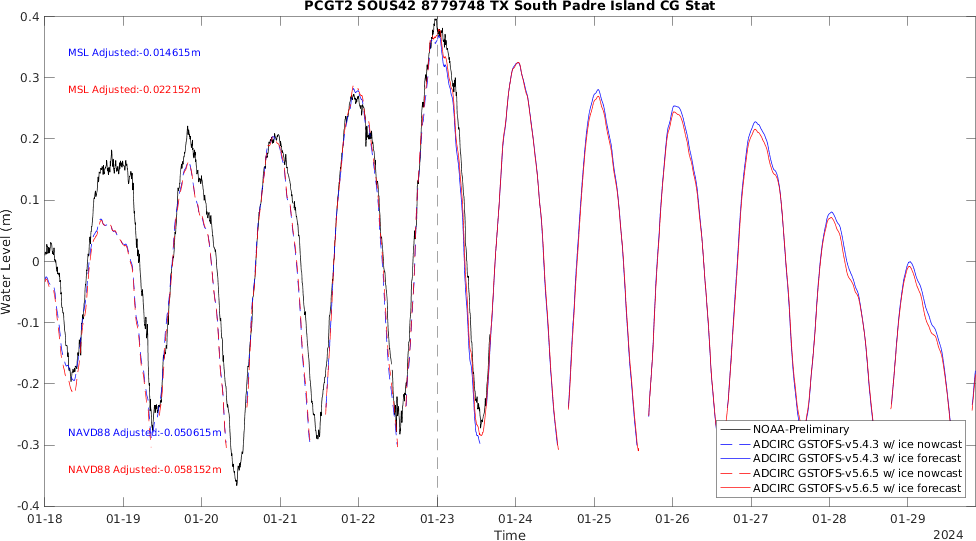 PCGT2 SOUS42 8779748 TX South Padre Island CG Stat
MSL Adjusted:-0.014615m
MSL Adjusted:-0.022152m
NAVD88 Adjusted:-0.050615m
NAVD88 Adjusted:-0.058152m
Water Level (m)
0.4
0.3
0.2
0.1
0
-0.1
-0.2
-0.3
-0.4
NOAA-Preliminary
ADCIRC GSTOFS-v5.4.3 w/ ice nowcast
ADCIRC GSTOFS-v5.4.3 w/ ice forecast
ADCIRC GSTOFS-v5.6.5 w/ ice nowcast
ADCIRC GSTOFS-v5.6.5 w/ ice forecast
01-18 01-19 01-20 01-21 01-22 01-23 01-24 01-25 01-26 01-27 01-28 01-29
Time
2024